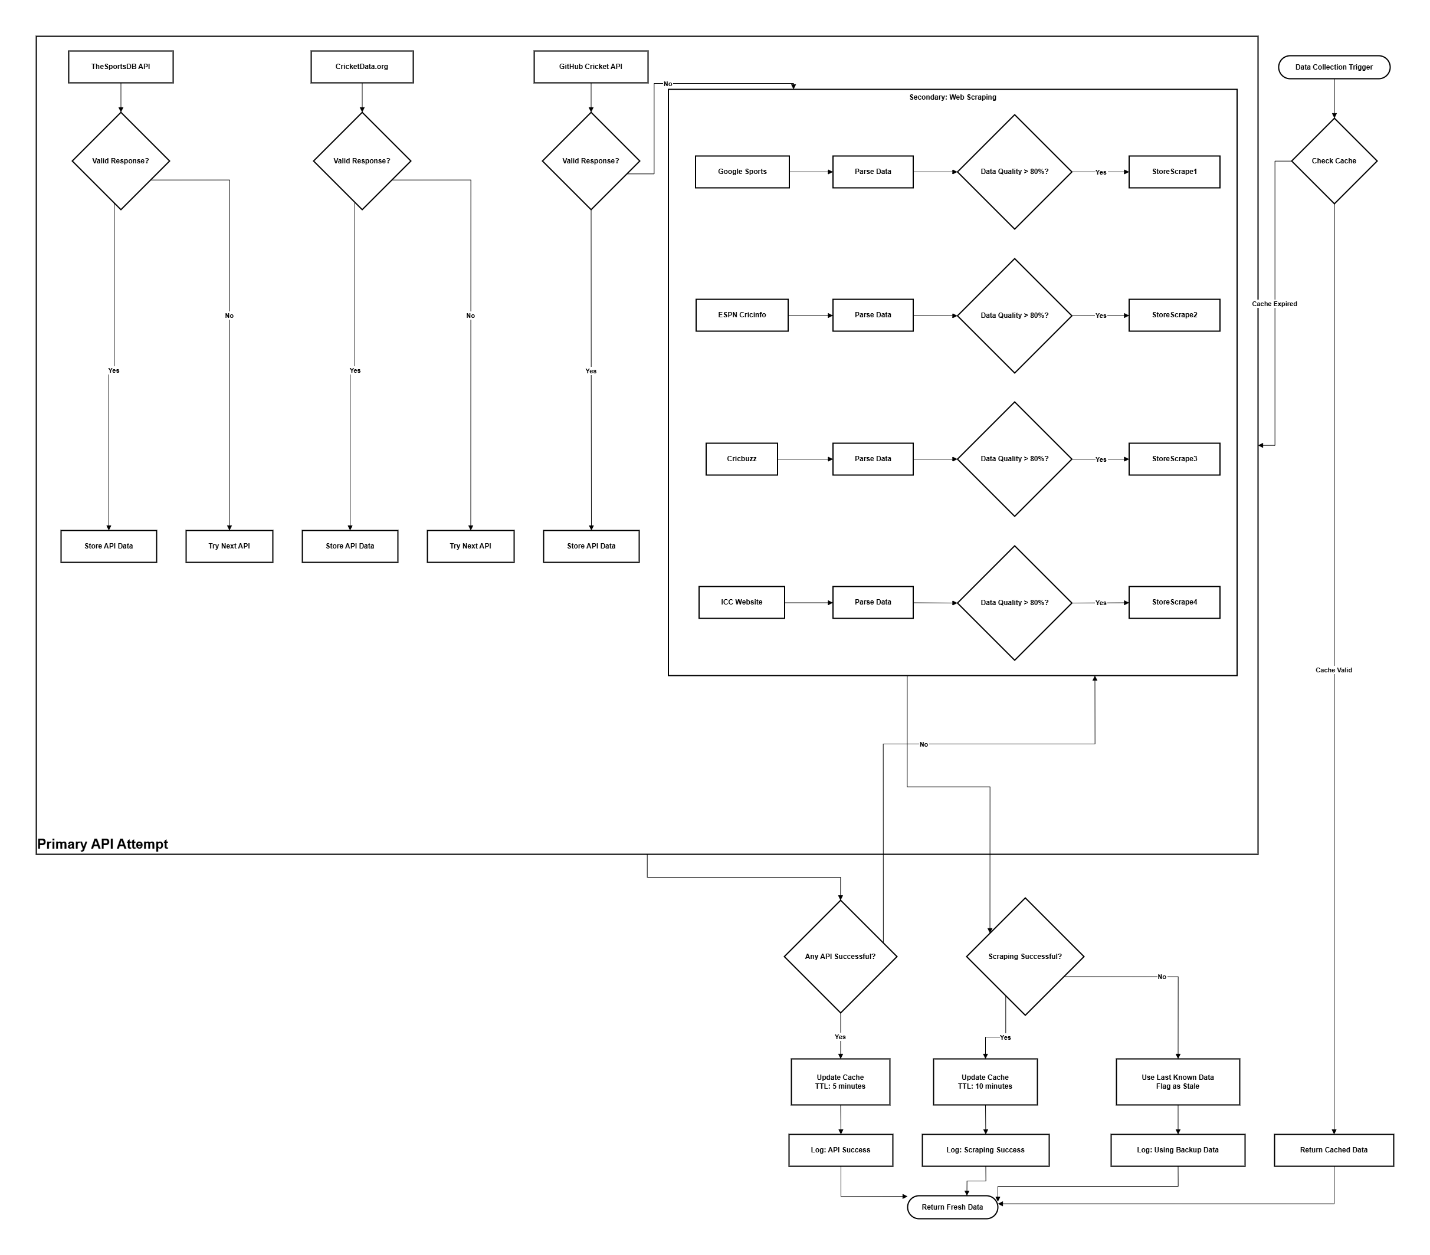 TheSportsDB API
CricketData.org
GitHub Cricket API
Data Collection Trigger
No
Secondary: Web Scraping
Valid Response?
Valid Response?
Valid Response?
Check Cache
Google Sports
Parse Data
Data Quality > 80%?
Yes
StoreScrape1
Cache Expired
No
No
ESPN Cricinfo
Parse Data
Data Quality > 80%?
Yes
StoreScrape2
Yes
Yes
Yes
Cricbuzz
Parse Data
Data Quality > 80%?
Yes
StoreScrape3
Store API Data
Try Next API
Store API Data
Try Next API
Store API Data
ICC Website
Parse Data
Data Quality > 80%?
Yes
StoreScrape4
Cache Valid
No
Primary API Attempt
Any API Successful?
Scraping Successful?
No
Yes
Yes
Update Cache
TTL: 5 minutes
Update Cache
TTL: 10 minutes
Use Last Known Data
Flag as Stale
Log: API Success
Log: Scraping Success
Log: Using Backup Data
Return Cached Data
Return Fresh Data